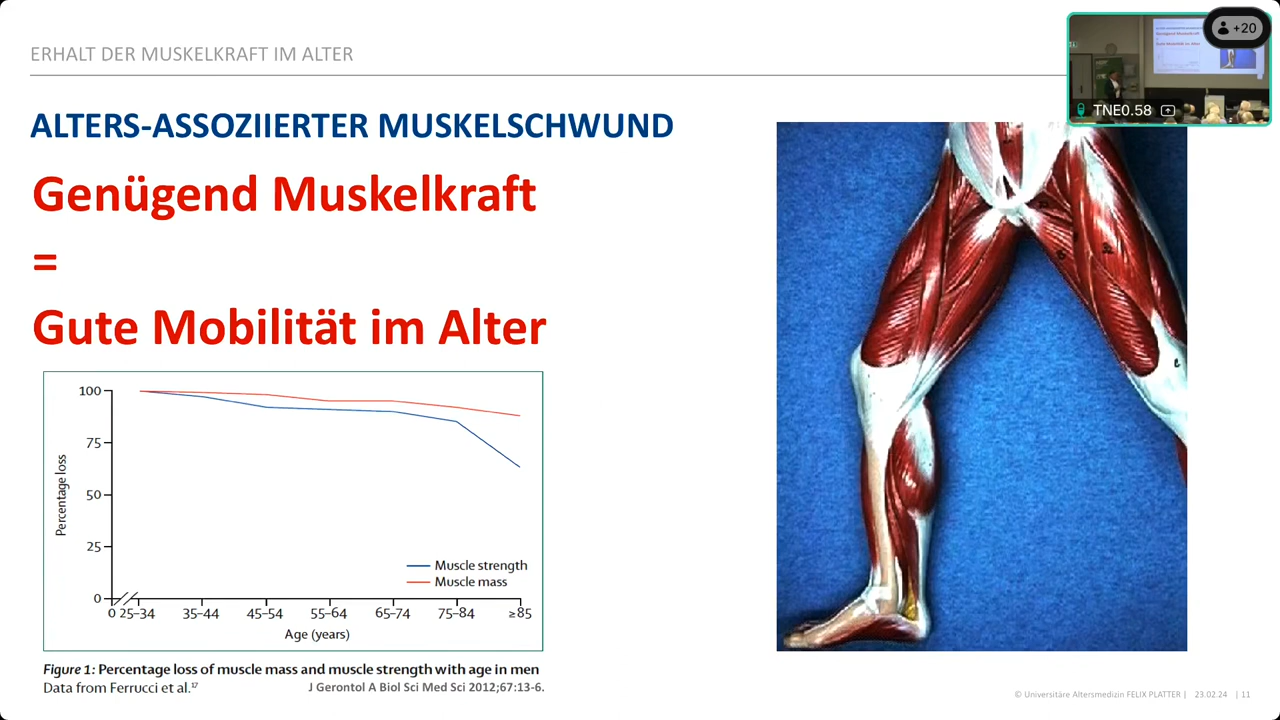 ERHALT DER MUSKELKRAFT IM ALTER
+20
TNE0.58
ALTERS-ASSOZIIERTER MUSKELSCHWUND
Genügend Muskelkraft
=
Gute Mobilität im Alter
100
75
50
25
0
Percentage loss
Muscle strength
Muscle mass
0 25–34 35–44 45–54 55–64 65–74 75–84 ≥85
Age (years)
Figure 1: Percentage loss of muscle mass and muscle strength with age in men
Data from Ferrucci et al.¹⁷ J Gerontol A Biol Sci Med Sci 2012;67:13-6.
© Universitäre Altersmedizin FELIX PLATTER | 23.02.24 | 11